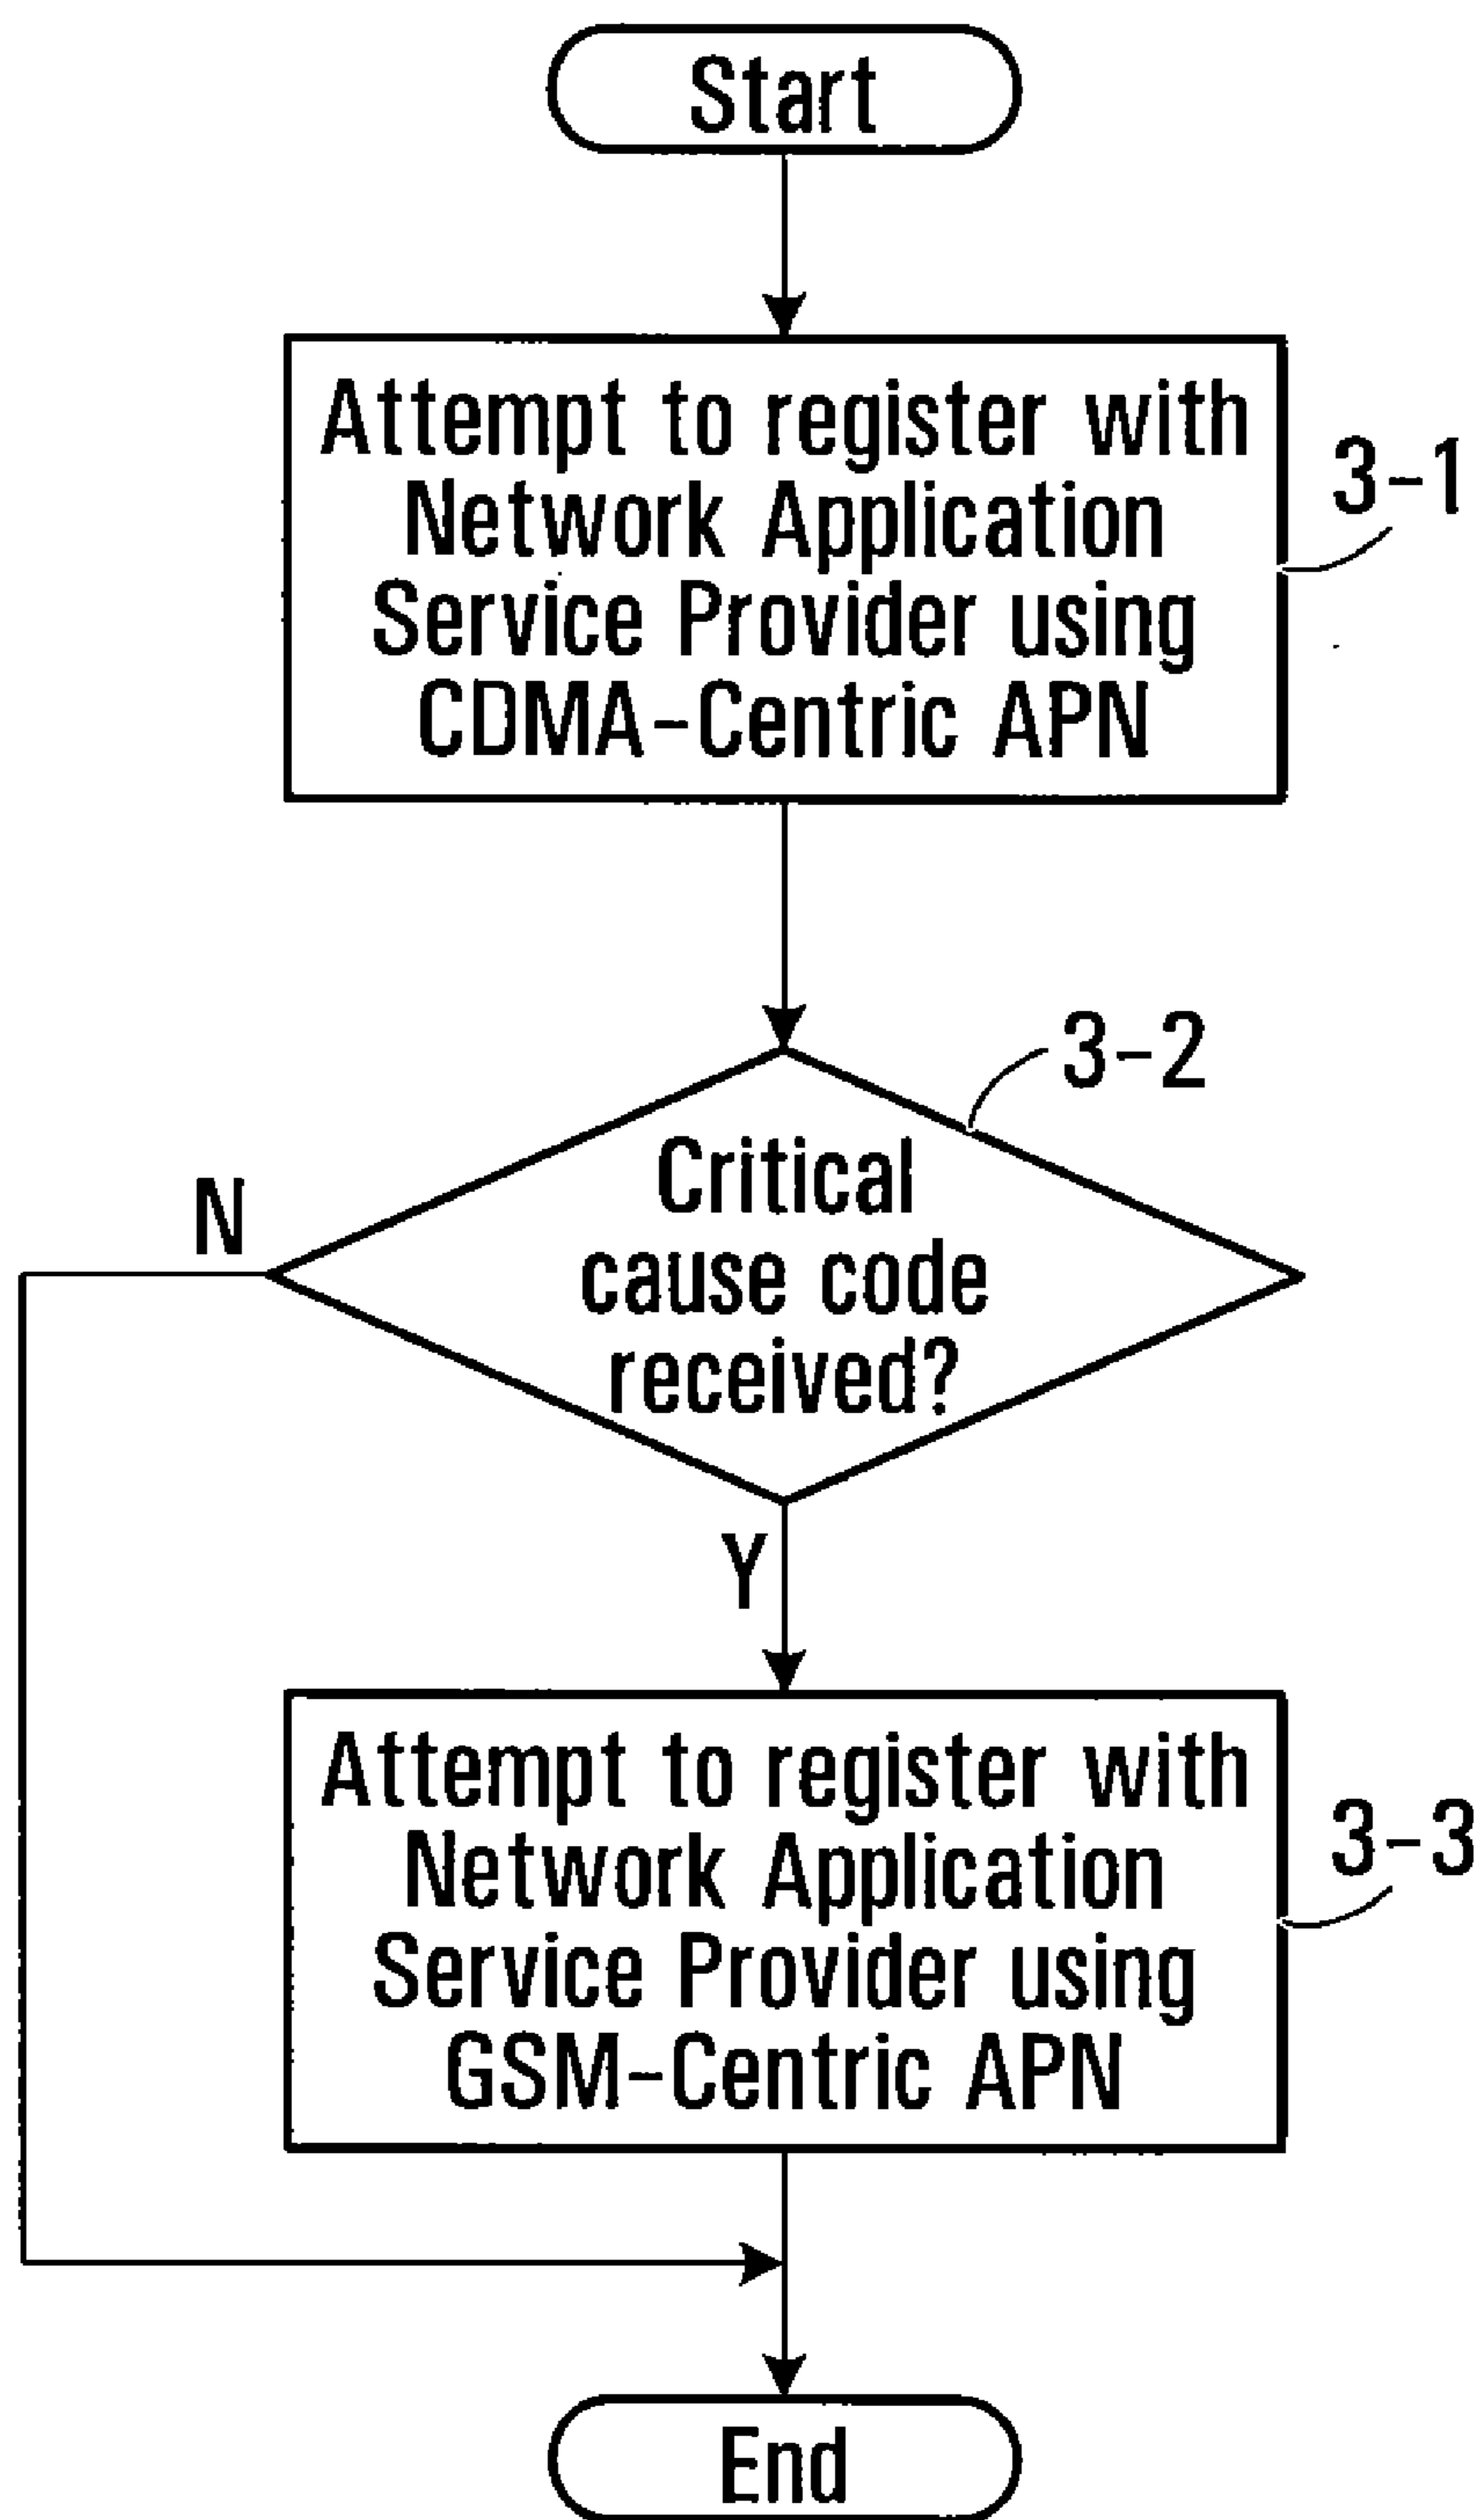 Start
Attempt to register with
Network Application
Service Provider using
CDMA-Centric APN
3-1
3-2
Critical
cause code
received?
N
Y
Attempt to register with
Network Application
Service Provider using
GSM-Centric APN
3-3
End